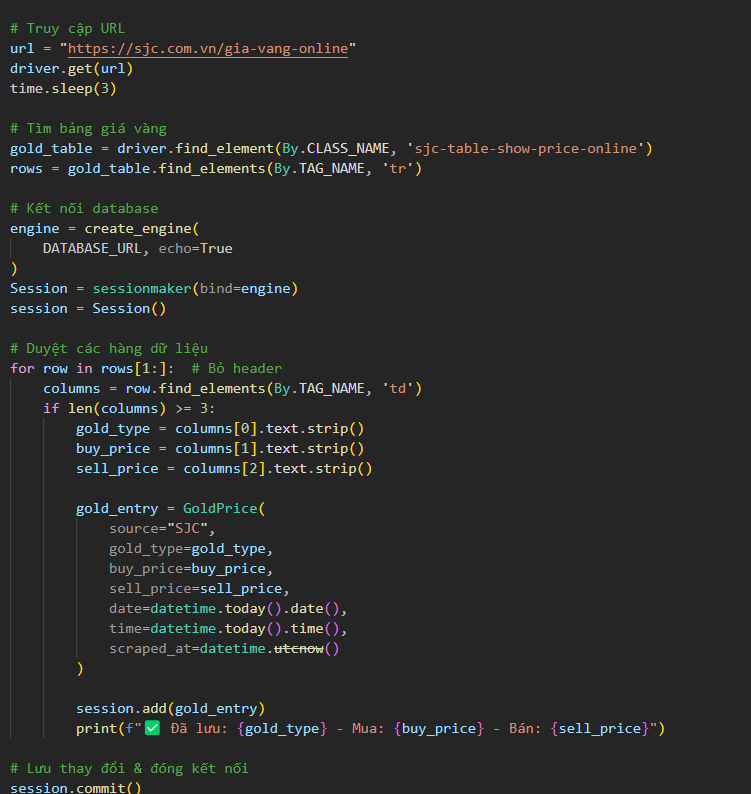 # Truy cập URL
url = "https://sjc.com.vn/gia-vang-online"
driver.get(url)
time.sleep(3)

# Tìm bảng giá vàng
gold_table = driver.find_element(By.CLASS_NAME, 'sjc-table-show-price-online')
rows = gold_table.find_elements(By.TAG_NAME, 'tr')

# Kết nối database
engine = create_engine(
    DATABASE_URL, echo=True
)
Session = sessionmaker(bind=engine)
session = Session()

# Duyệt các hàng dữ liệu
for row in rows[1:]:  # Bỏ header
    columns = row.find_elements(By.TAG_NAME, 'td')
    if len(columns) >= 3:
        gold_type = columns[0].text.strip()
        buy_price = columns[1].text.strip()
        sell_price = columns[2].text.strip()

        gold_entry = GoldPrice(
            source="SJC",
            gold_type=gold_type,
            buy_price=buy_price,
            sell_price=sell_price,
            date=datetime.today().date(),
            time=datetime.today().time(),
            scraped_at=datetime.utcnow()
        )

        session.add(gold_entry)
        print(f"✅ Đã lưu: {gold_type} - Mua: {buy_price} - Bán: {sell_price}")

# Lưu thay đổi & đóng kết nối
session.commit()